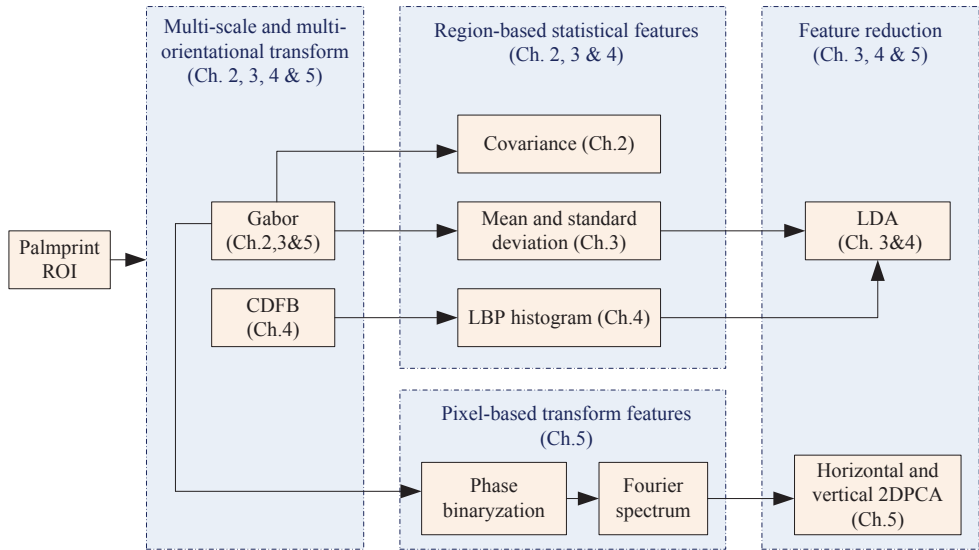 Multi-scale and multi-
orientational transform
(Ch. 2, 3, 4 & 5)
Region-based statistical features
(Ch. 2, 3 & 4)
Feature reduction
(Ch. 3, 4 & 5)
Palmprint
ROI
Gabor
(Ch.2,3&5)
CDFB
(Ch.4)
Covariance (Ch.2)
Mean and standard
deviation (Ch.3)
LBP histogram (Ch.4)
LDA
(Ch. 3&4)
Pixel-based transform features
(Ch.5)
Phase
binaryzation
Fourier
spectrum
Horizontal and
vertical 2DPCA
(Ch.5)